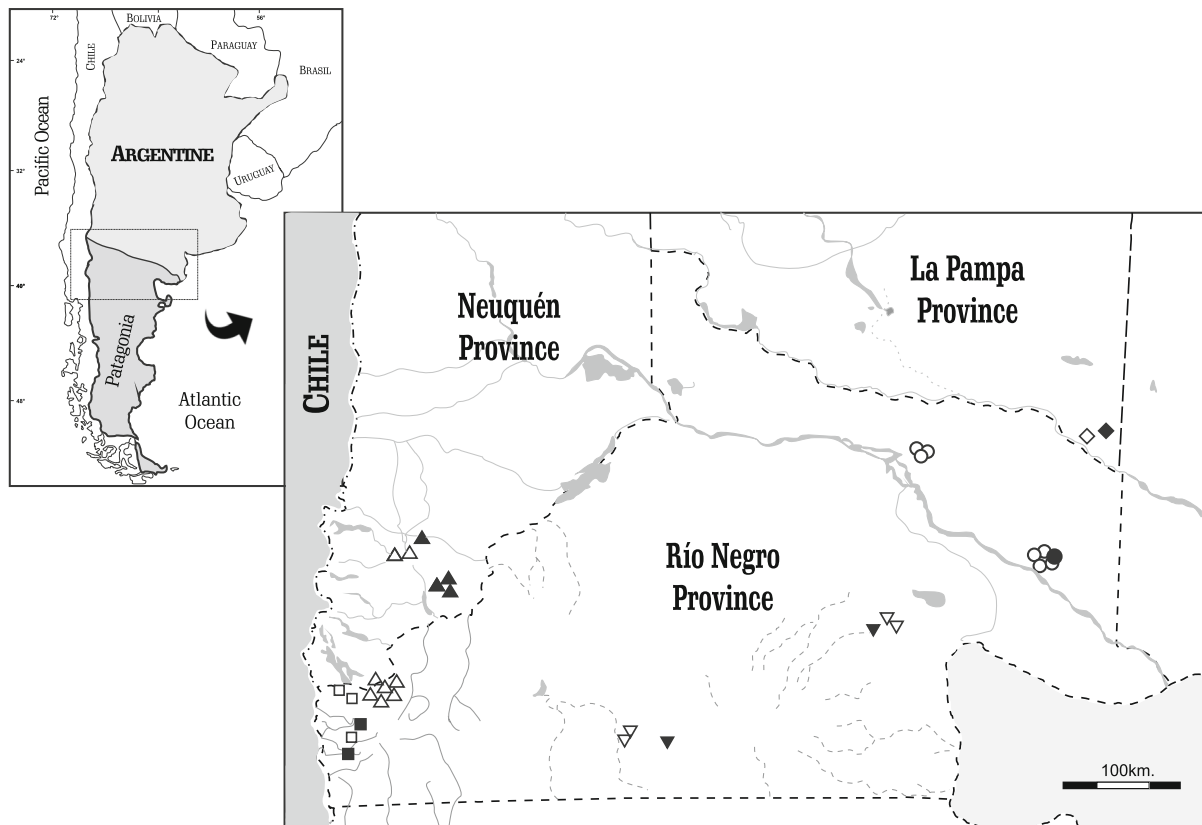 72°
56°
BOLIVIA
PARAGUAY
CHILE
BRASIL
24°
Pacific Ocean
ARGENTINE
32°
URUGUAY
40°
Patagonia
48°
Atlantic
Ocean
CHILE
Neuquén
Province
La Pampa
Province
Río Negro
Province
100km.